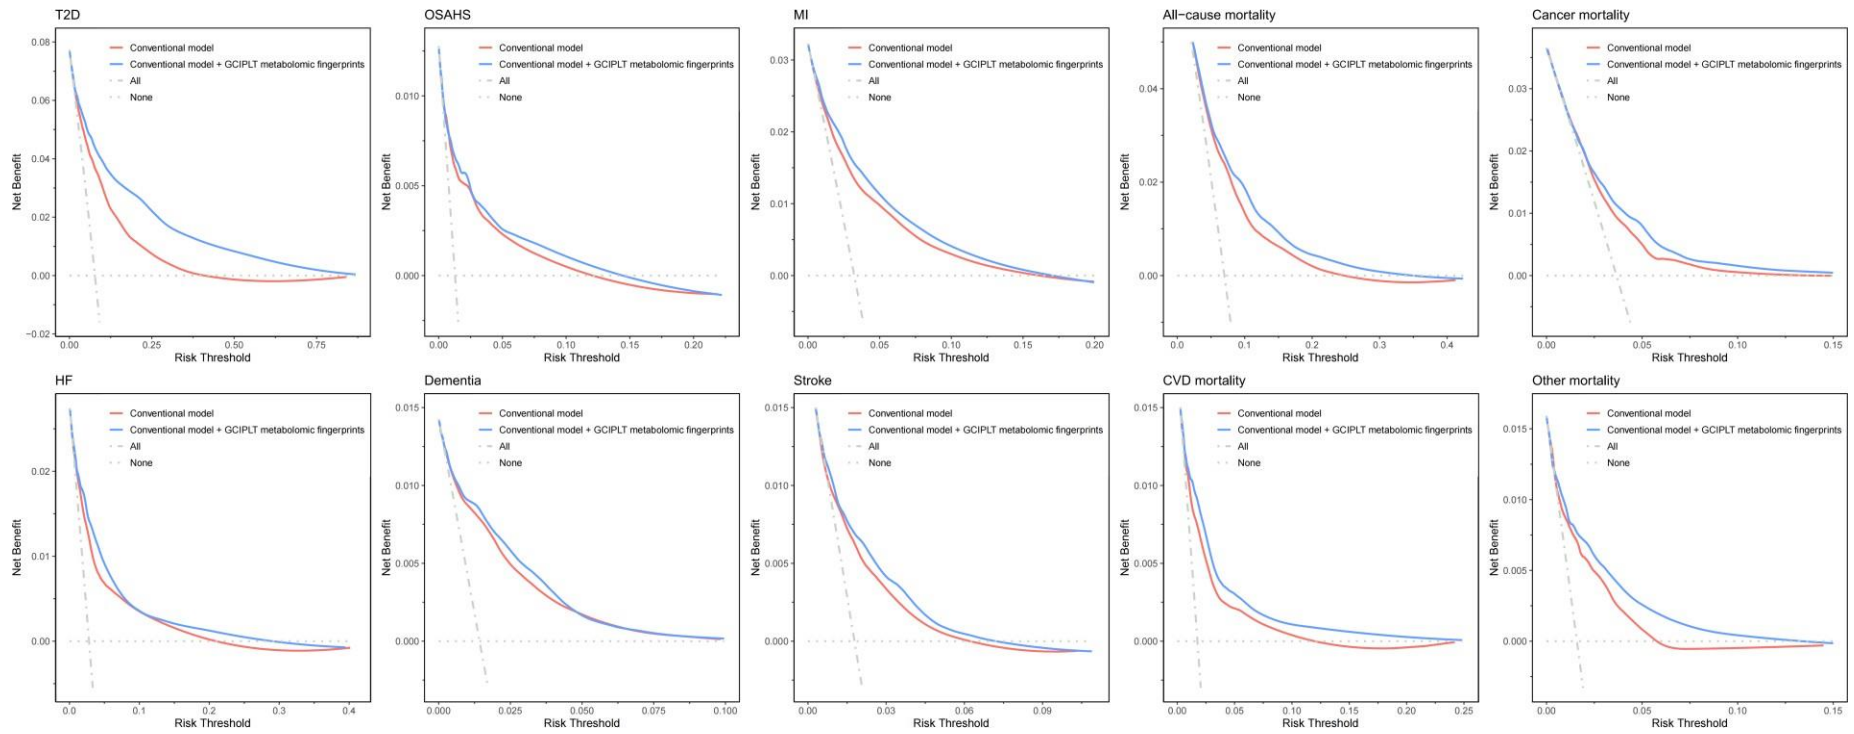 T2D
Conventional model
Conventional model + GCIPLT metabolomic fingerprints
All
None
0.08
0.06
0.04
0.02
0.00
−0.02
Net Benefit
0.00 0.25 0.50 0.75
Risk Threshold
OSAHS
Conventional model
Conventional model + GCIPLT metabolomic fingerprints
All
None
0.010
0.005
0.000
Net Benefit
0.00 0.05 0.10 0.15 0.20
Risk Threshold
MI
Conventional model
Conventional model + GCIPLT metabolomic fingerprints
All
None
0.03
0.02
0.01
0.00
Net Benefit
0.00 0.05 0.10 0.15 0.20
Risk Threshold
All−cause mortality
Conventional model
Conventional model + GCIPLT metabolomic fingerprints
All
None
0.04
0.02
0.00
Net Benefit
0.0 0.1 0.2 0.3 0.4
Risk Threshold
Cancer mortality
Conventional model
Conventional model + GCIPLT metabolomic fingerprints
All
None
0.03
0.02
0.01
0.00
Net Benefit
0.00 0.05 0.10 0.15
Risk Threshold
HF
Conventional model
Conventional model + GCIPLT metabolomic fingerprints
All
None
0.02
0.01
0.00
Net Benefit
0.0 0.1 0.2 0.3 0.4
Risk Threshold
Dementia
Conventional model
Conventional model + GCIPLT metabolomic fingerprints
All
None
0.015
0.010
0.005
0.000
Net Benefit
0.000 0.025 0.050 0.075 0.100
Risk Threshold
Stroke
Conventional model
Conventional model + GCIPLT metabolomic fingerprints
All
None
0.015
0.010
0.005
0.000
Net Benefit
0.00 0.03 0.06 0.09
Risk Threshold
CVD mortality
Conventional model
Conventional model + GCIPLT metabolomic fingerprints
All
None
0.015
0.010
0.005
0.000
Net Benefit
0.00 0.05 0.10 0.15 0.20 0.25
Risk Threshold
Other mortality
Conventional model
Conventional model + GCIPLT metabolomic fingerprints
All
None
0.015
0.010
0.005
0.000
Net Benefit
0.00 0.05 0.10 0.15
Risk Threshold